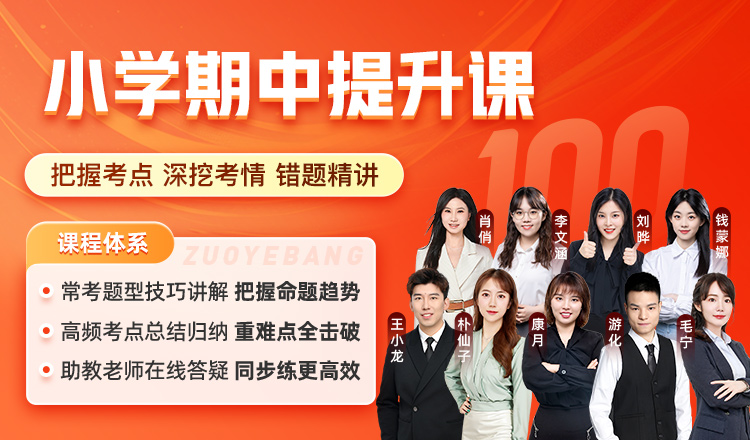 小学期中提升课
100
把握考点 深挖考情 错题精讲
课程体系
ZUOYEBANG
常考题型技巧讲解 把握命题趋势
高频考点总结归纳 重难点全击破
助教老师在线答疑 同步练更高效
肖俏
李文涵
刘晔
钱蒙娜
王小龙
朴仙子
康月
游化
毛宁